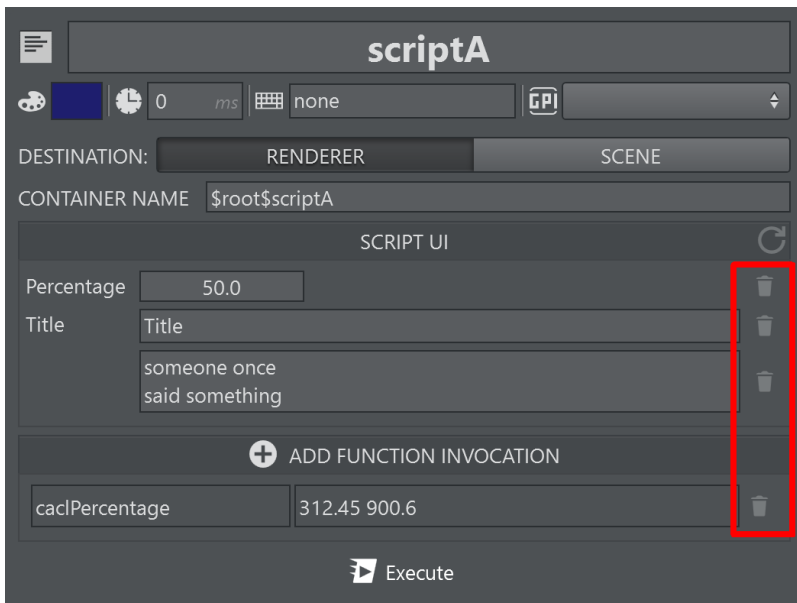 scriptA
0 ms none GPI
DESTINATION: RENDERER SCENE
CONTAINER NAME $root$scriptA
SCRIPT UI
Percentage 50.0
Title Title
someone once
said something
ADD FUNCTION INVOCATION
caclPercentage 312.45 900.6
Execute